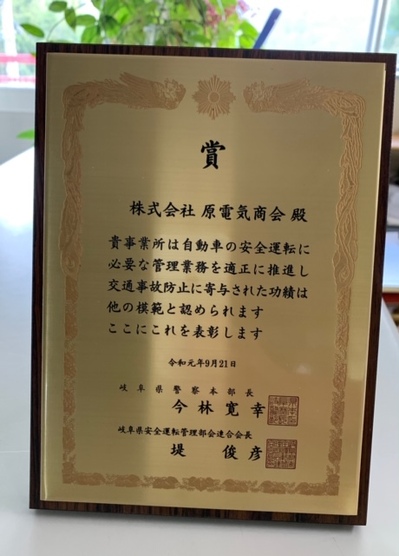 賞
株式会社 原電気商会 殿
貴事業所は自動車の安全運転に
必要な管理業務を適正に推進し
交通事故防止に寄与された功績は
他の模範と認められます
ここにこれを表彰します
令和元年9月21日
岐阜県警察本部長
今林寛幸
岐阜県安全運転管理部会連合会長
堤 俊彦